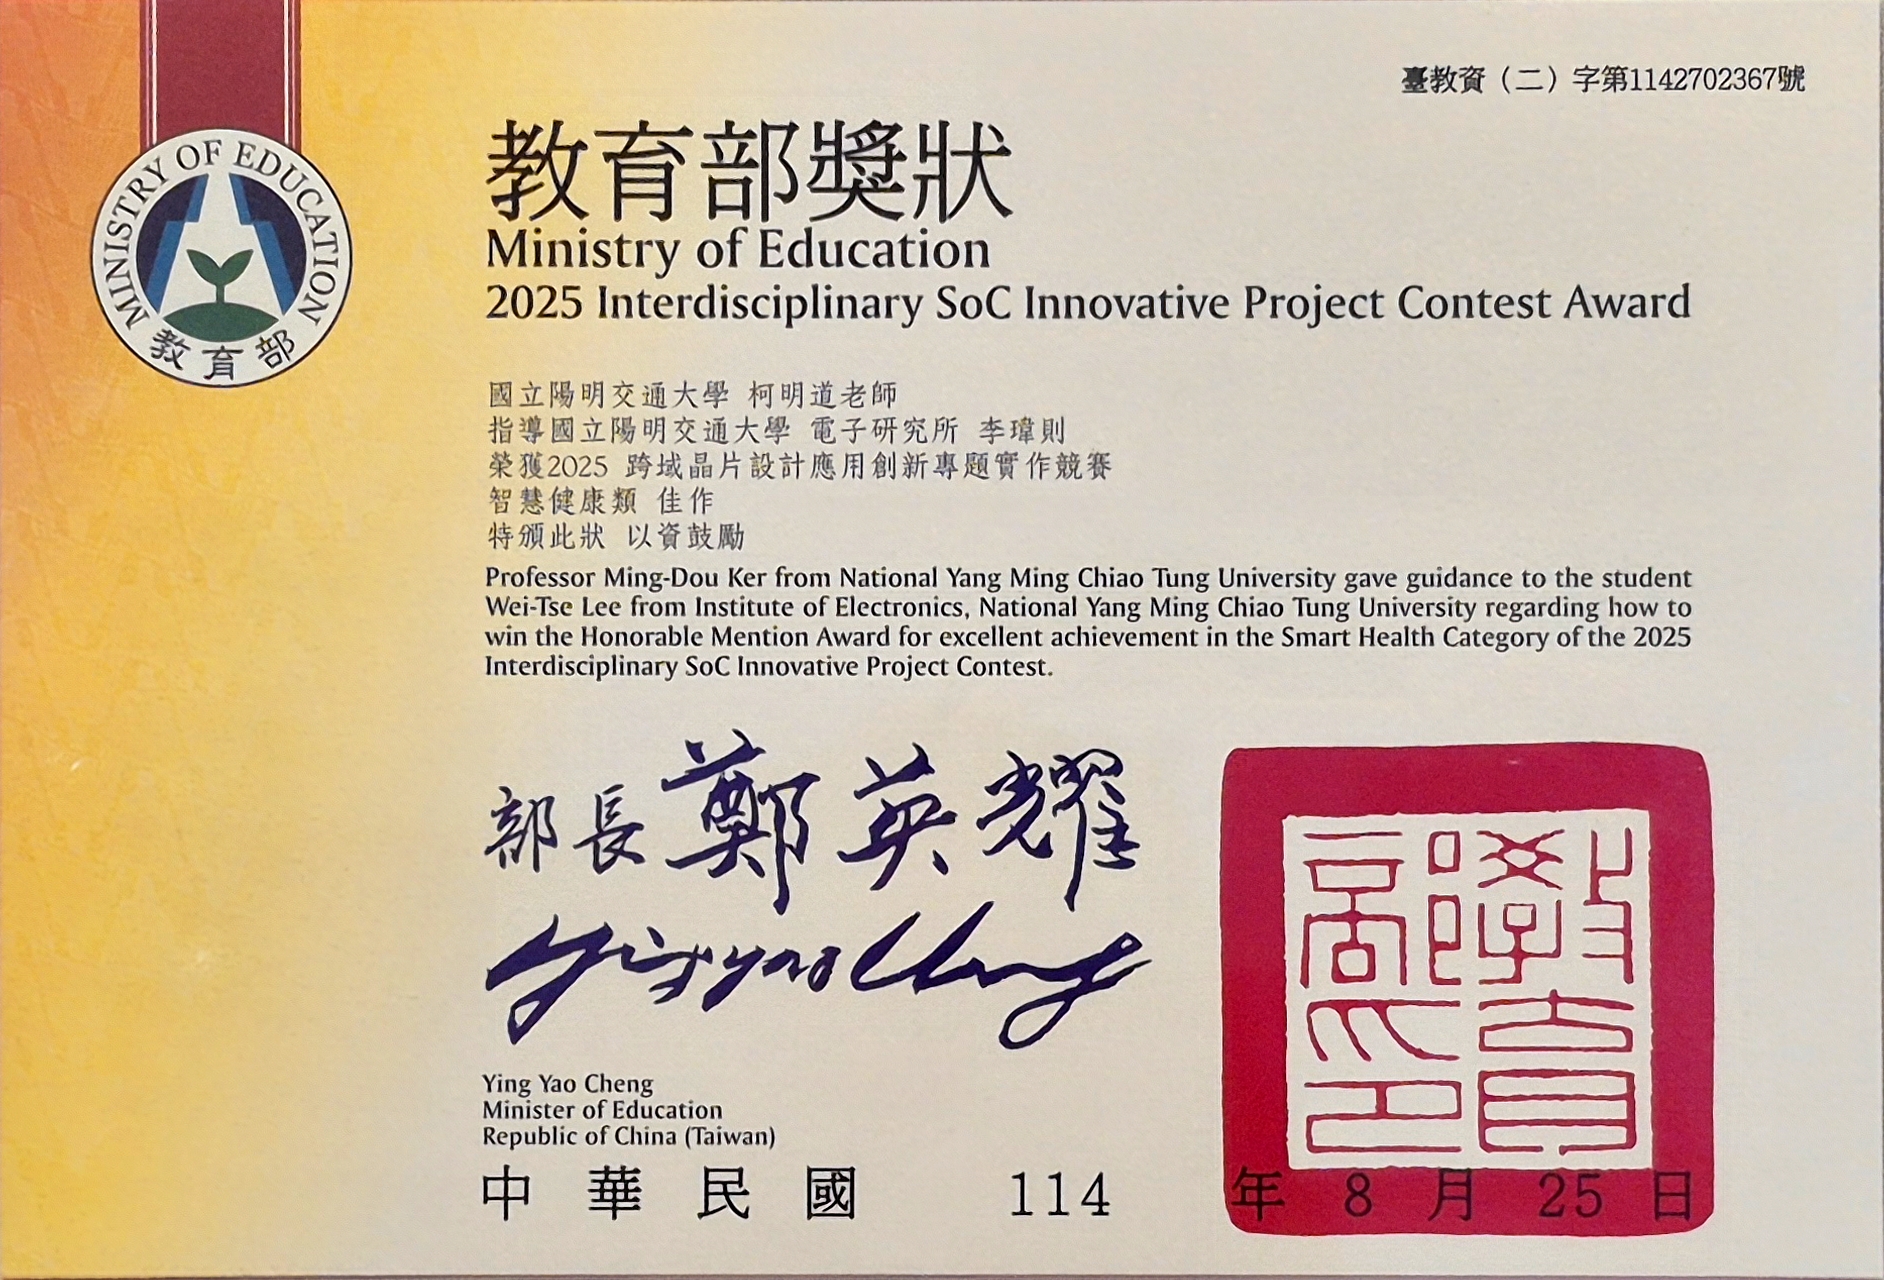 臺教資（二）字第1142702367號
MINISTRY OF EDUCATION
教育部
教育部獎狀
Ministry of Education
2025 Interdisciplinary SoC Innovative Project Contest Award
國立陽明交通大學 柯明道老師
指導國立陽明交通大學 電子研究所 李瑋則
榮獲2025 跨域晶片設計應用創新專題實作競賽
智慧健康類 佳作
特頒此狀 以資鼓勵
Professor Ming-Dou Ker from National Yang Ming Chiao Tung University gave guidance to the student
Wei-Tse Lee from Institute of Electronics, National Yang Ming Chiao Tung University regarding how to
win the Honorable Mention Award for excellent achievement in the Smart Health Category of the 2025
Interdisciplinary SoC Innovative Project Contest.
部長 鄭英耀
Ying yao Cheng
教育部印
Ying Yao Cheng
Minister of Education
Republic of China (Taiwan)
中華民國 114 年 8 月 25 日